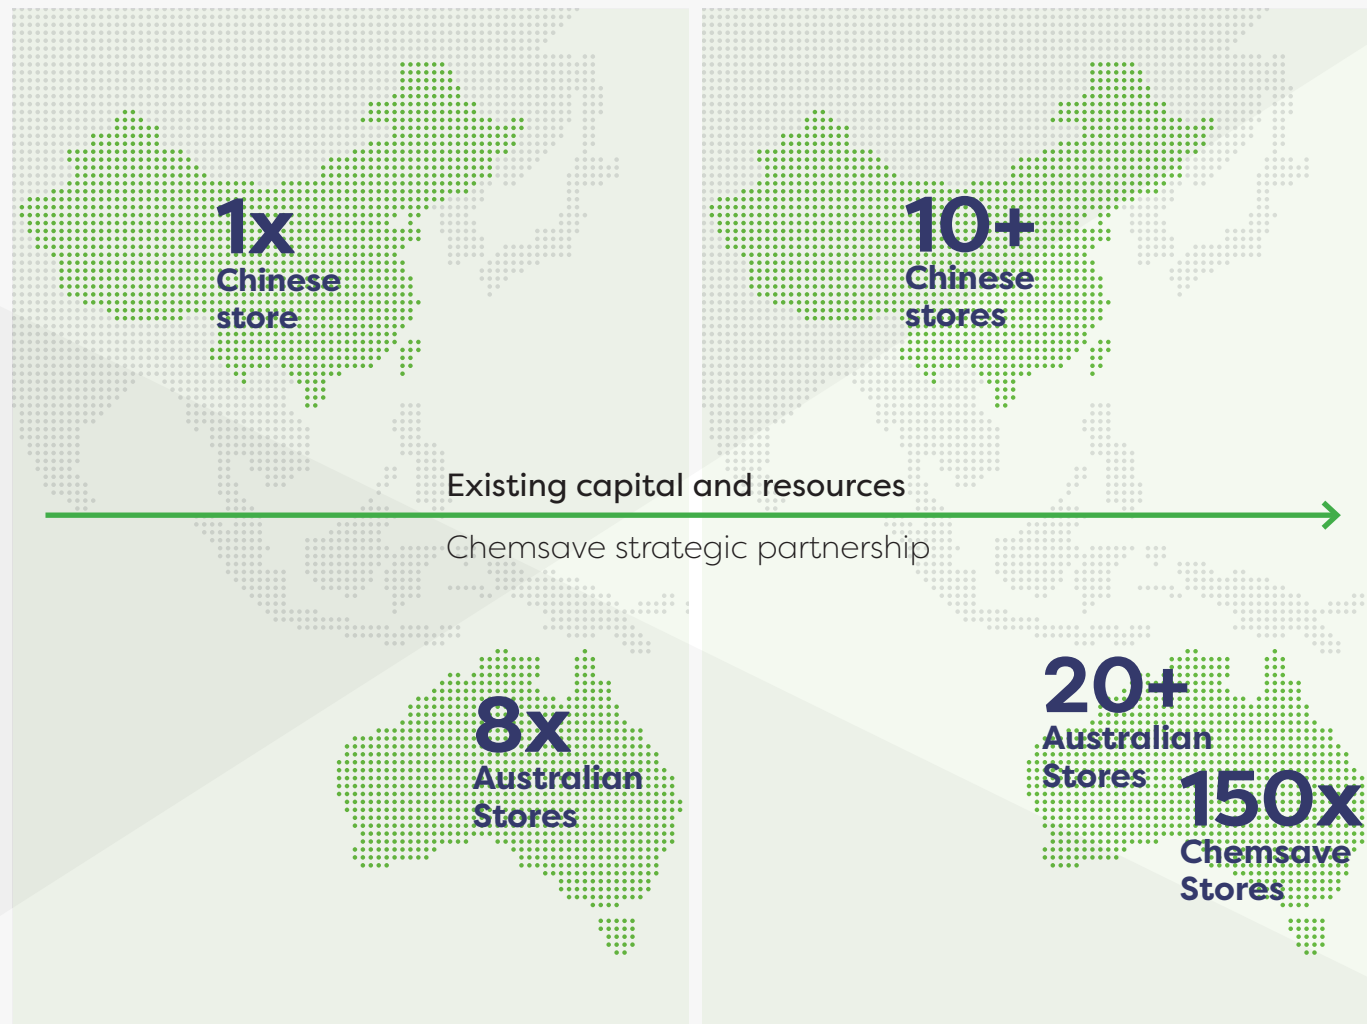 1x
Chinese
store
10+
Chinese
stores
Existing capital and resources
Chemsave strategic partnership
8x
Australian
Stores
20+
Australian
Stores
150x
Chemsave
Stores